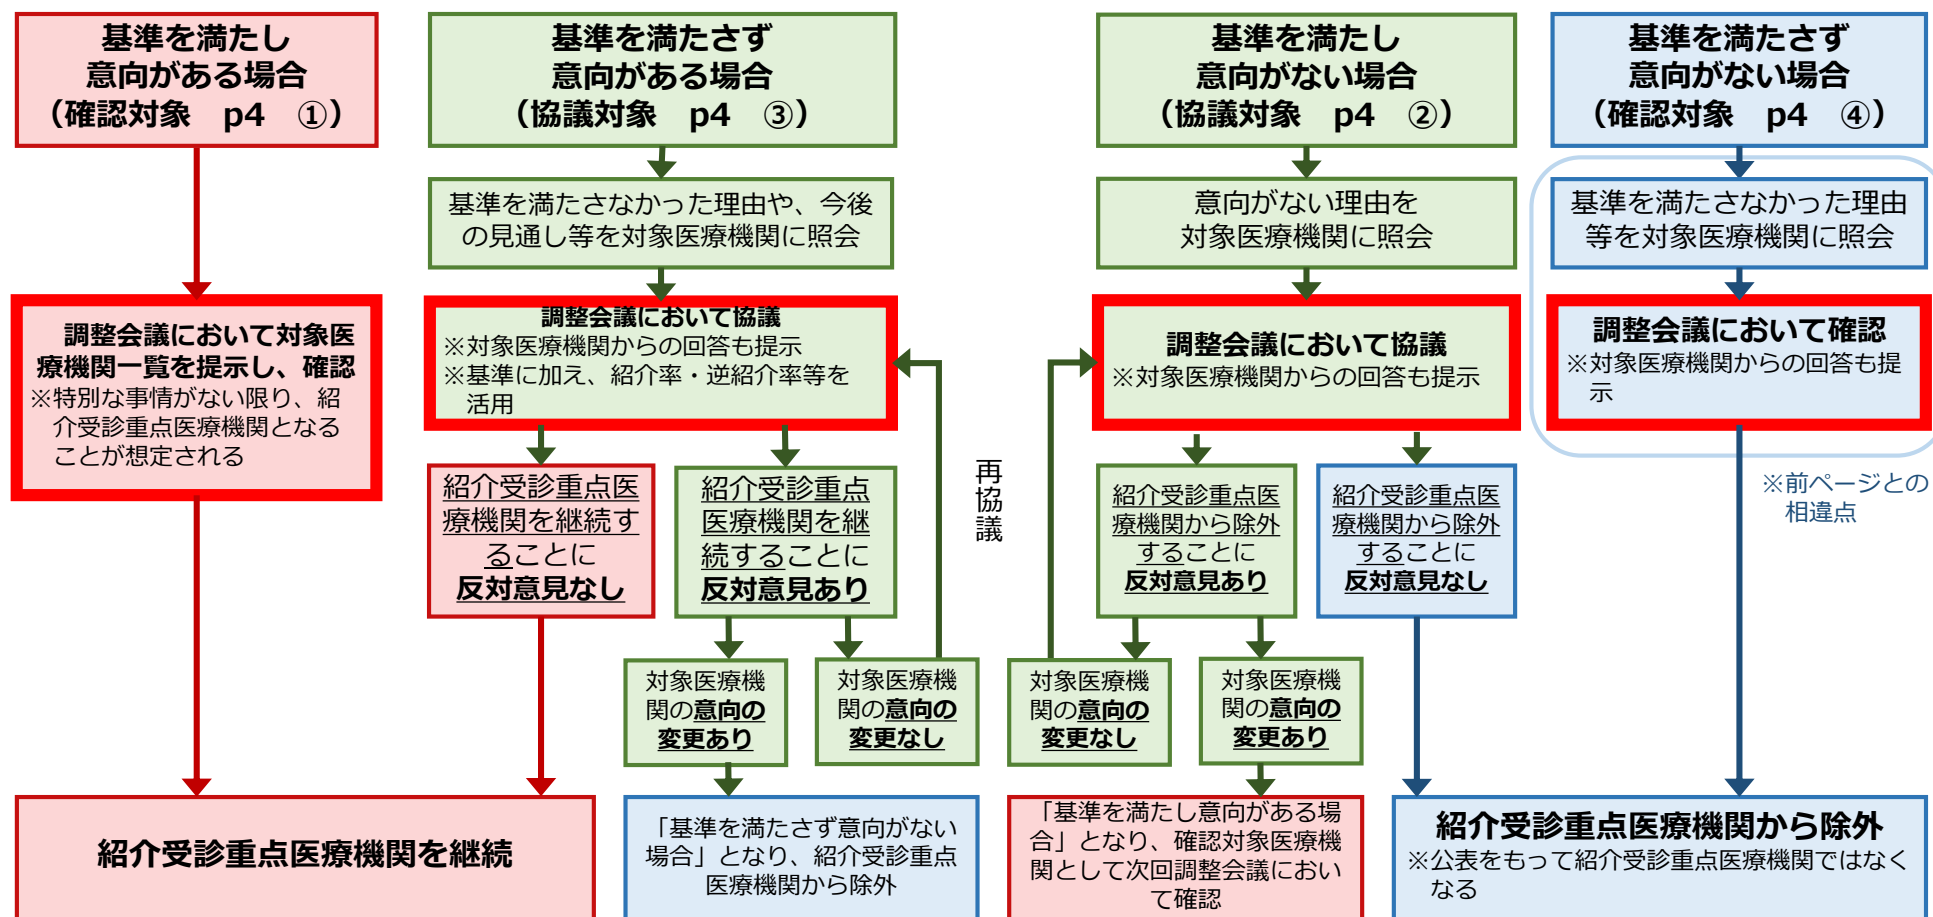 基準を満たし
意向がある場合
（確認対象　p4　①）
基準を満たさず
意向がある場合
（協議対象　p4　③）
基準を満たし
意向がない場合
（協議対象　p4　②）
基準を満たさず
意向がない場合
（確認対象　p4　④）
基準を満たさなかった理由や、今後
の見通し等を対象医療機関に照会
意向がない理由を
対象医療機関に照会
基準を満たさなかった理由
等を対象医療機関に照会
調整会議において対象医
療機関一覧を提示し、確認
※特別な事情がない限り、紹
介受診重点医療機関となる
ことが想定される
調整会議において協議
※対象医療機関からの回答も提示
※基準に加え、紹介率・逆紹介率等を
活用
調整会議において協議
※対象医療機関からの回答も提示
調整会議において確認
※対象医療機関からの回答も提
示
紹介受診重点医
療機関を継続す
ることに
反対意見なし
紹介受診重点
医療機関を継
続することに
反対意見あり
再
協
議
紹介受診重点医
療機関から除外
することに
反対意見あり
紹介受診重点医
療機関から除外
することに
反対意見なし
※前ページとの
相違点
対象医療機
関の意向の
変更あり
対象医療機
関の意向の
変更なし
対象医療機
関の意向の
変更なし
対象医療機
関の意向の
変更あり
紹介受診重点医療機関を継続
「基準を満たさず意向がない
場合」となり、紹介受診重点
医療機関から除外
「基準を満たし意向がある場
合」となり、確認対象医療機
関として次回調整会議におい
て確認
紹介受診重点医療機関から除外
※公表をもって紹介受診重点医療機関ではなく
なる